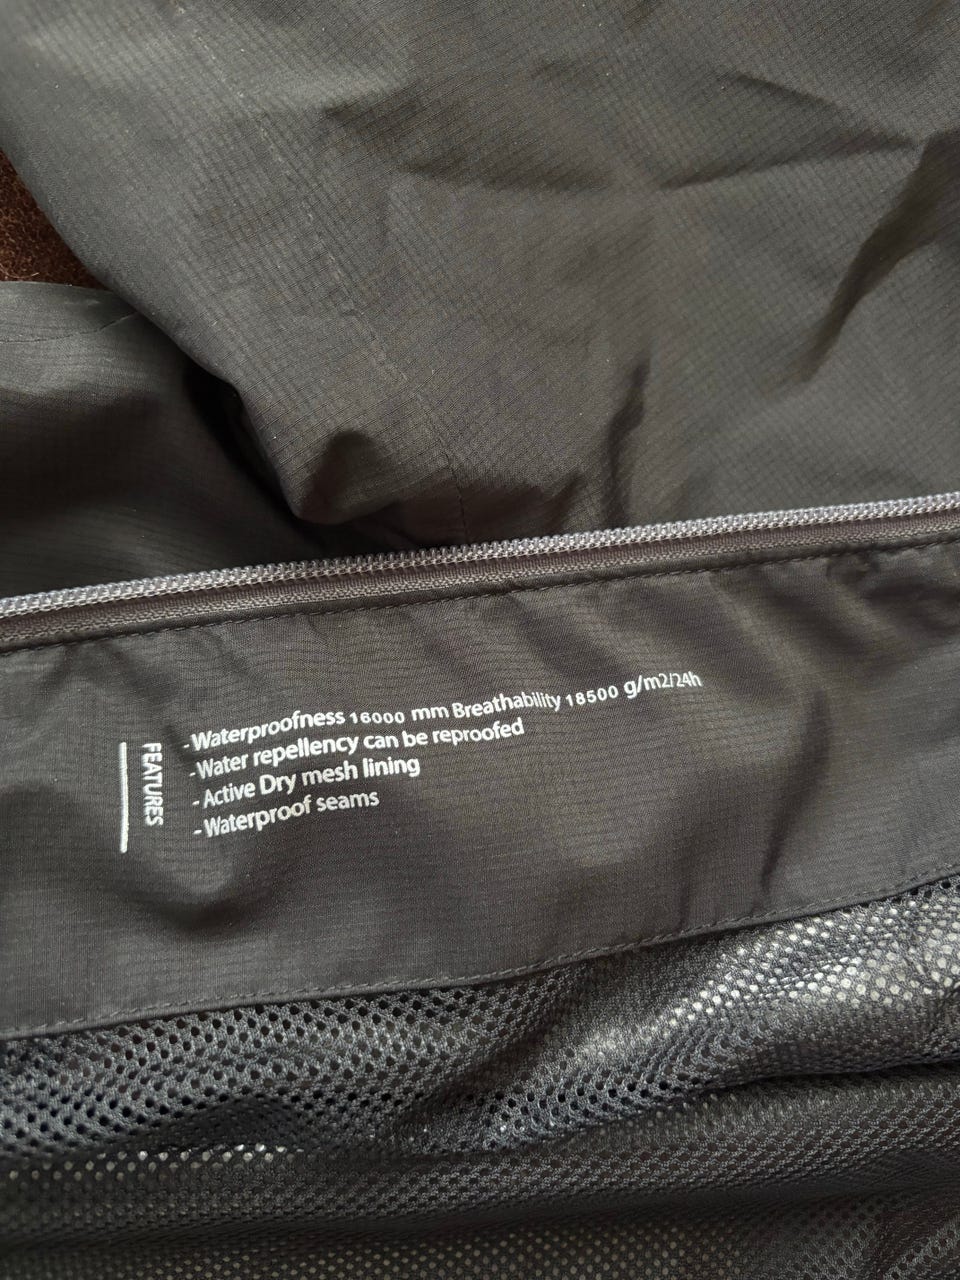 FEATURES
-Waterproofness 16000 mm Breathability 18500 g/m2/24h
-Water repellency can be reproofed
-Active Dry mesh lining
-Waterproof seams